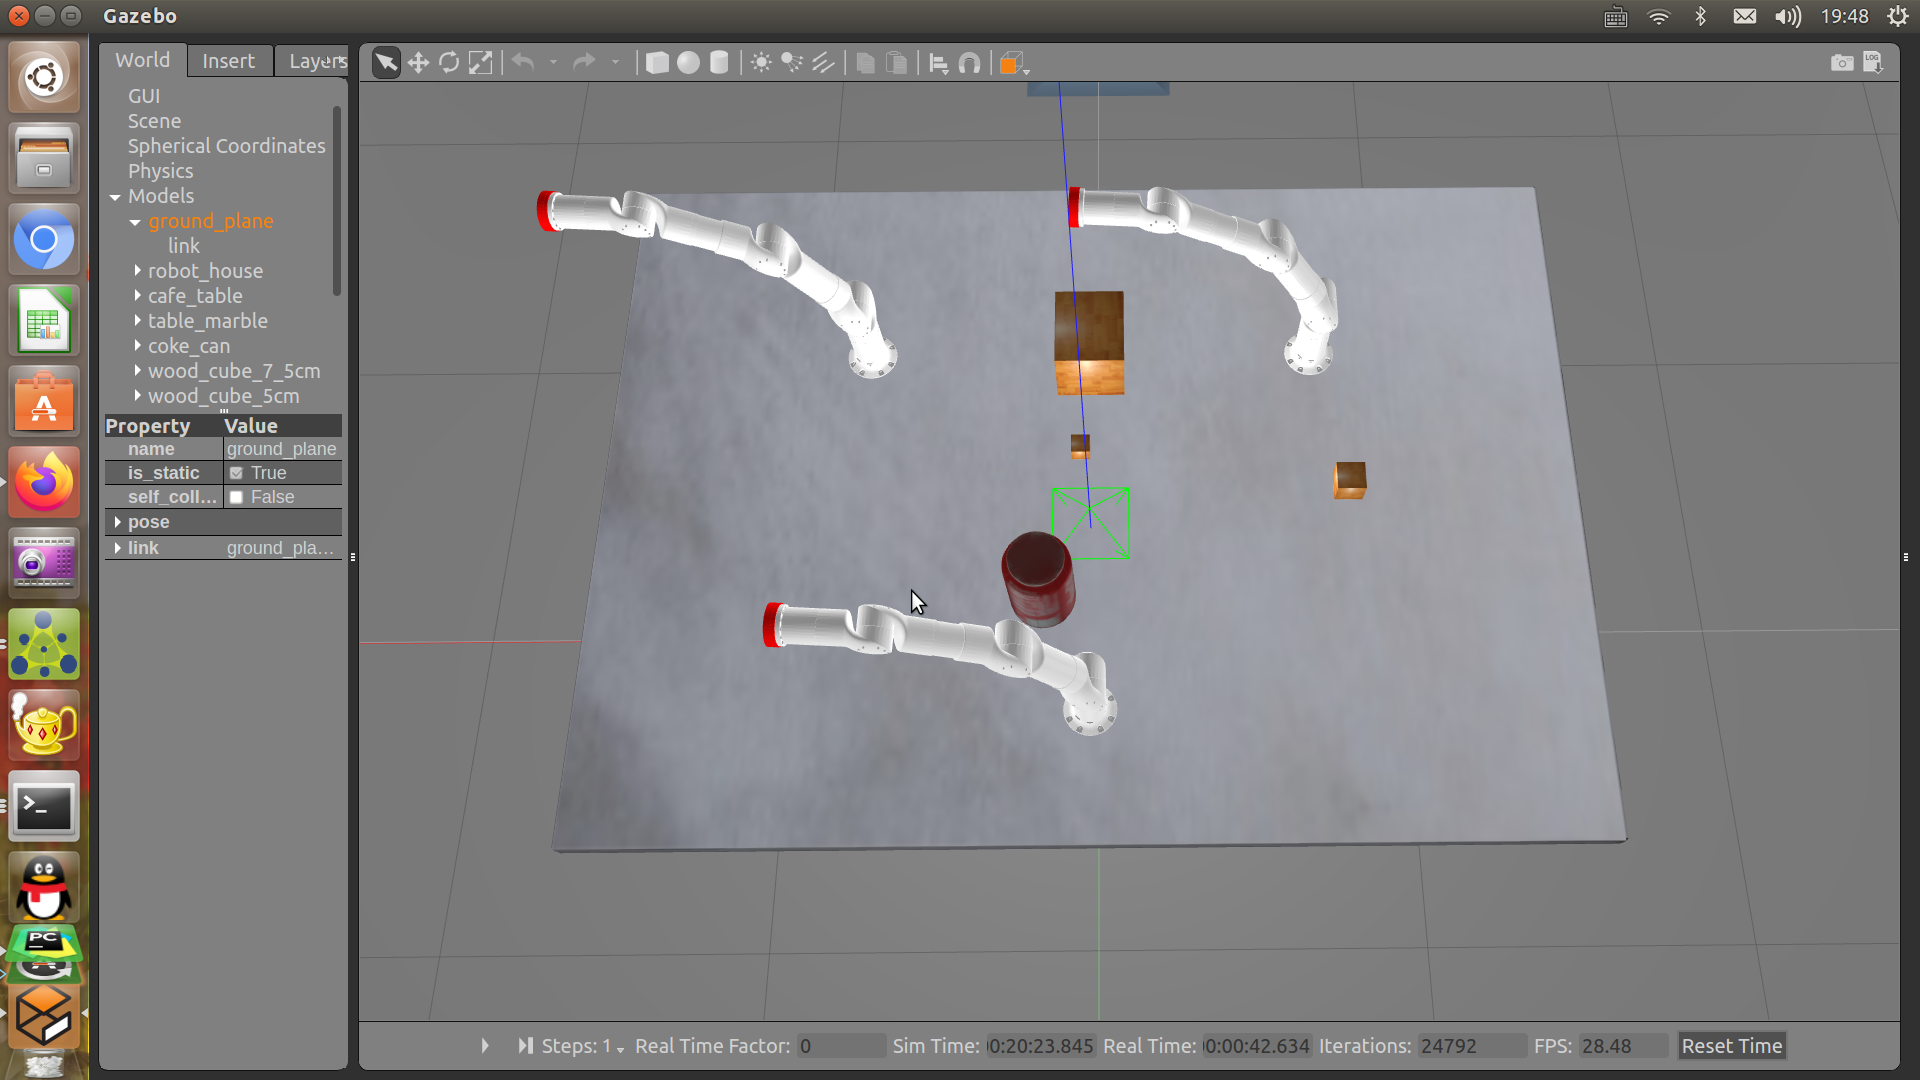 Gazebo
19:48
World Insert Layers
LOG
GUI
Scene
Spherical Coordinates
Physics
Models
ground_plane
link
robot_house
cafe_table
table_marble
coke_can
wood_cube_7_5cm
wood_cube_5cm
Property Value
name ground_plane
is_static True
self_coll... False
pose
link ground_pla...
PC
Steps: 1 Real Time Factor: 0 Sim Time: 0:20:23.845 Real Time: 0:00:42.634 Iterations: 24792 FPS: 28.48 Reset Time